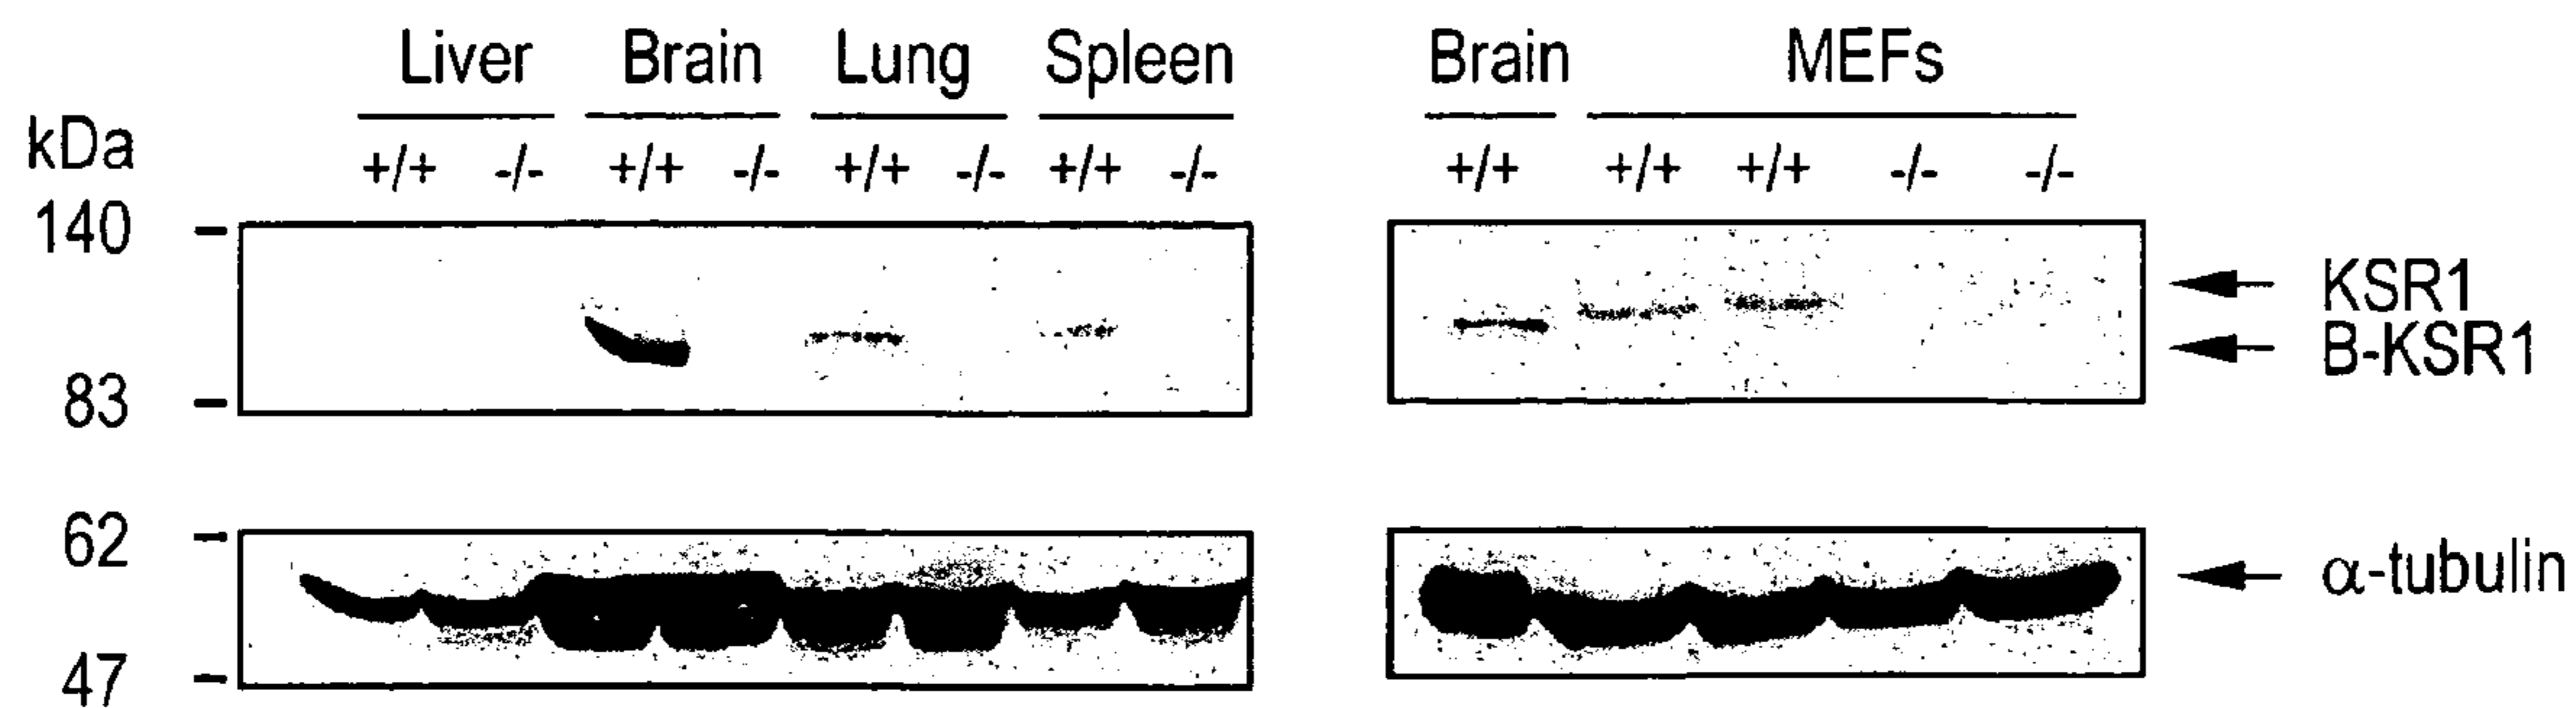 Liver Brain Lung Spleen Brain MEFs
kDa
+/+ -/- +/+ -/- +/+ -/- +/+ -/- +/+ +/+ +/+ -/- -/-
140
KSR1
B-KSR1
83
62
α-tubulin
47